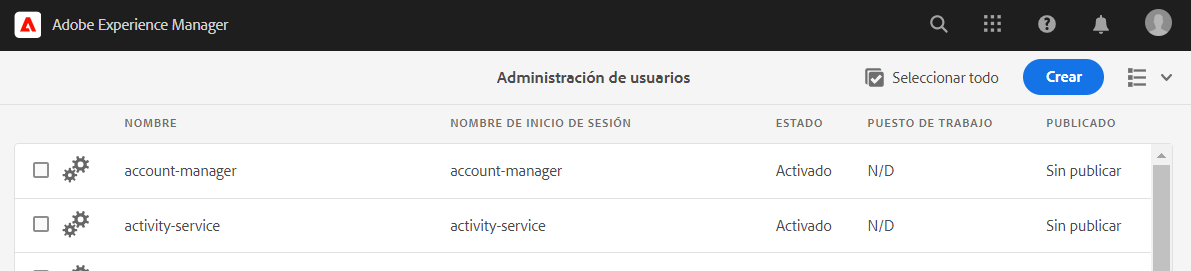 Adobe Experience Manager
Administración de usuarios Seleccionar todo Crear
NOMBRE NOMBRE DE INICIO DE SESIÓN ESTADO PUESTO DE TRABAJO PUBLICADO
account-manager account-manager Activado N/D Sin publicar
activity-service activity-service Activado N/D Sin publicar